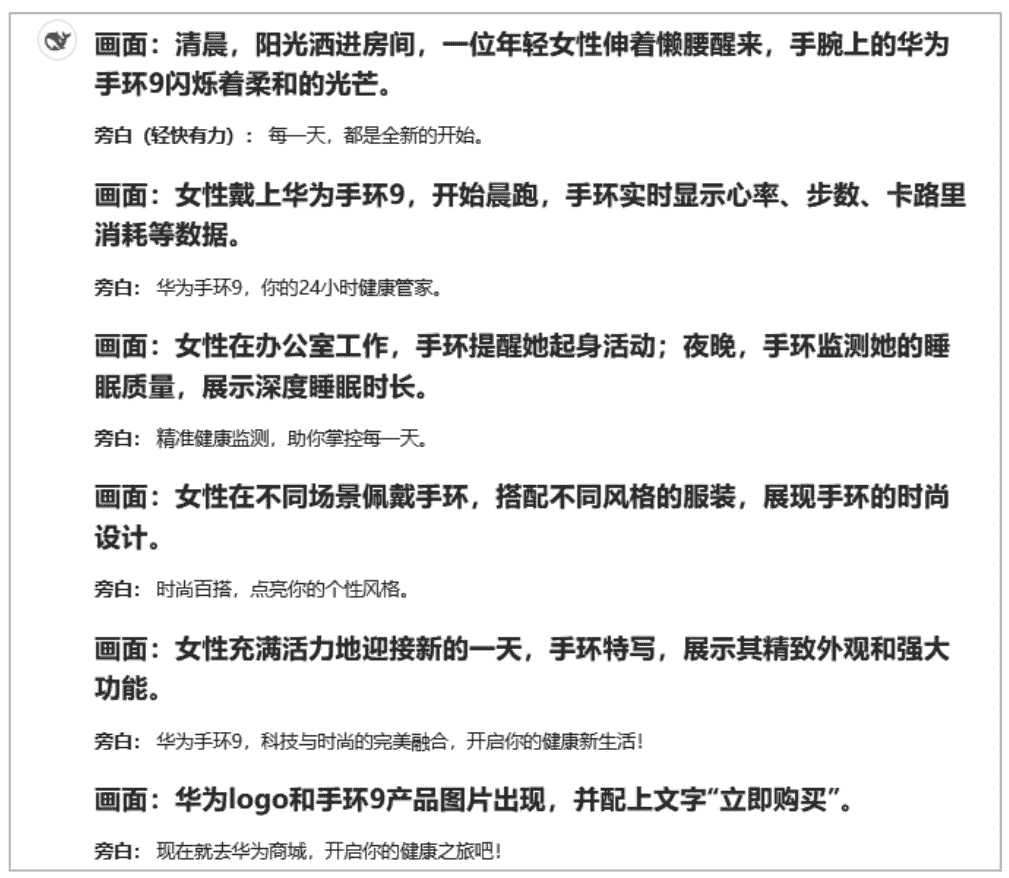 画面：清晨，阳光洒进房间，一位年轻女性伸着懒腰醒来，手腕上的华为
手环9闪烁着柔和的光芒。
旁白（轻快有力）：每一天，都是全新的开始。
画面：女性戴上华为手环9，开始晨跑，手环实时显示心率、步数、卡路里
消耗等数据。
旁白：华为手环9，你的24小时健康管家。
画面：女性在办公室工作，手环提醒她起身活动；夜晚，手环监测她的睡
眠质量，展示深度睡眠时长。
旁白：精准健康监测，助你掌控每一天。
画面：女性在不同场景佩戴手环，搭配不同风格的服装，展现手环的时尚
设计。
旁白：时尚百搭，点亮你的个性风格。
画面：女性充满活力地迎接新的一天，手环特写，展示其精致外观和强大
功能。
旁白：华为手环9，科技与时尚的完美融合，开启你的健康新生活！
画面：华为logo和手环9产品图片出现，并配上文字“立即购买”。
旁白：现在就去华为商城，开启你的健康之旅吧！